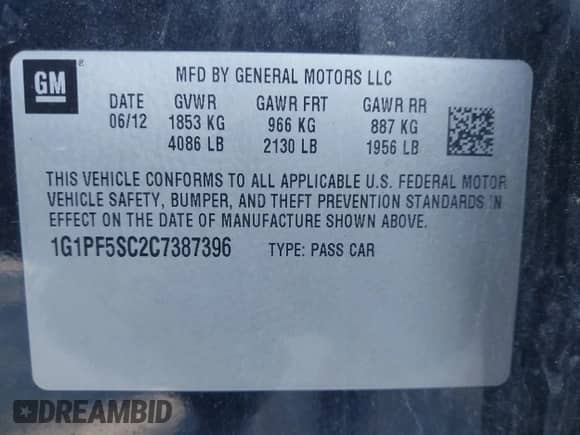 GM ®
MFD BY GENERAL MOTORS LLC
DATE GVWR GAWR FRT GAWR RR
06/12 1853 KG 966 KG 887 KG
4086 LB 2130 LB 1956 LB
THIS VEHICLE CONFORMS TO ALL APPLICABLE U.S. FEDERAL MOTOR
VEHICLE SAFETY, BUMPER, AND THEFT PREVENTION STANDARDS IN
EFFECT ON THE DATE OF MANUFACTURE SHOWN ABOVE.
1G1PF5SC2C7387396 TYPE: PASS CAR
DREAMBID